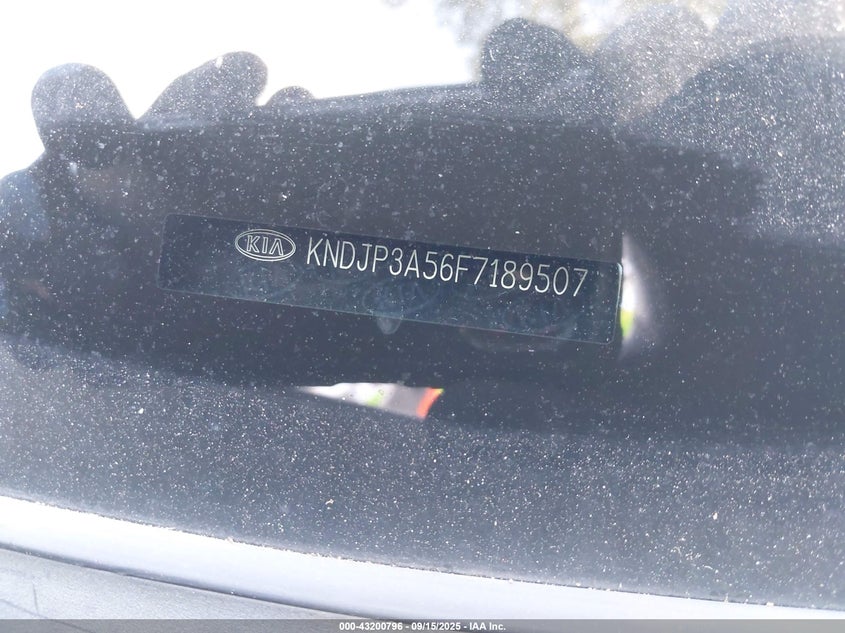 KIA KNDJP3A56F7189507
000-43200796 - 09/15/2025 - IAA Inc.